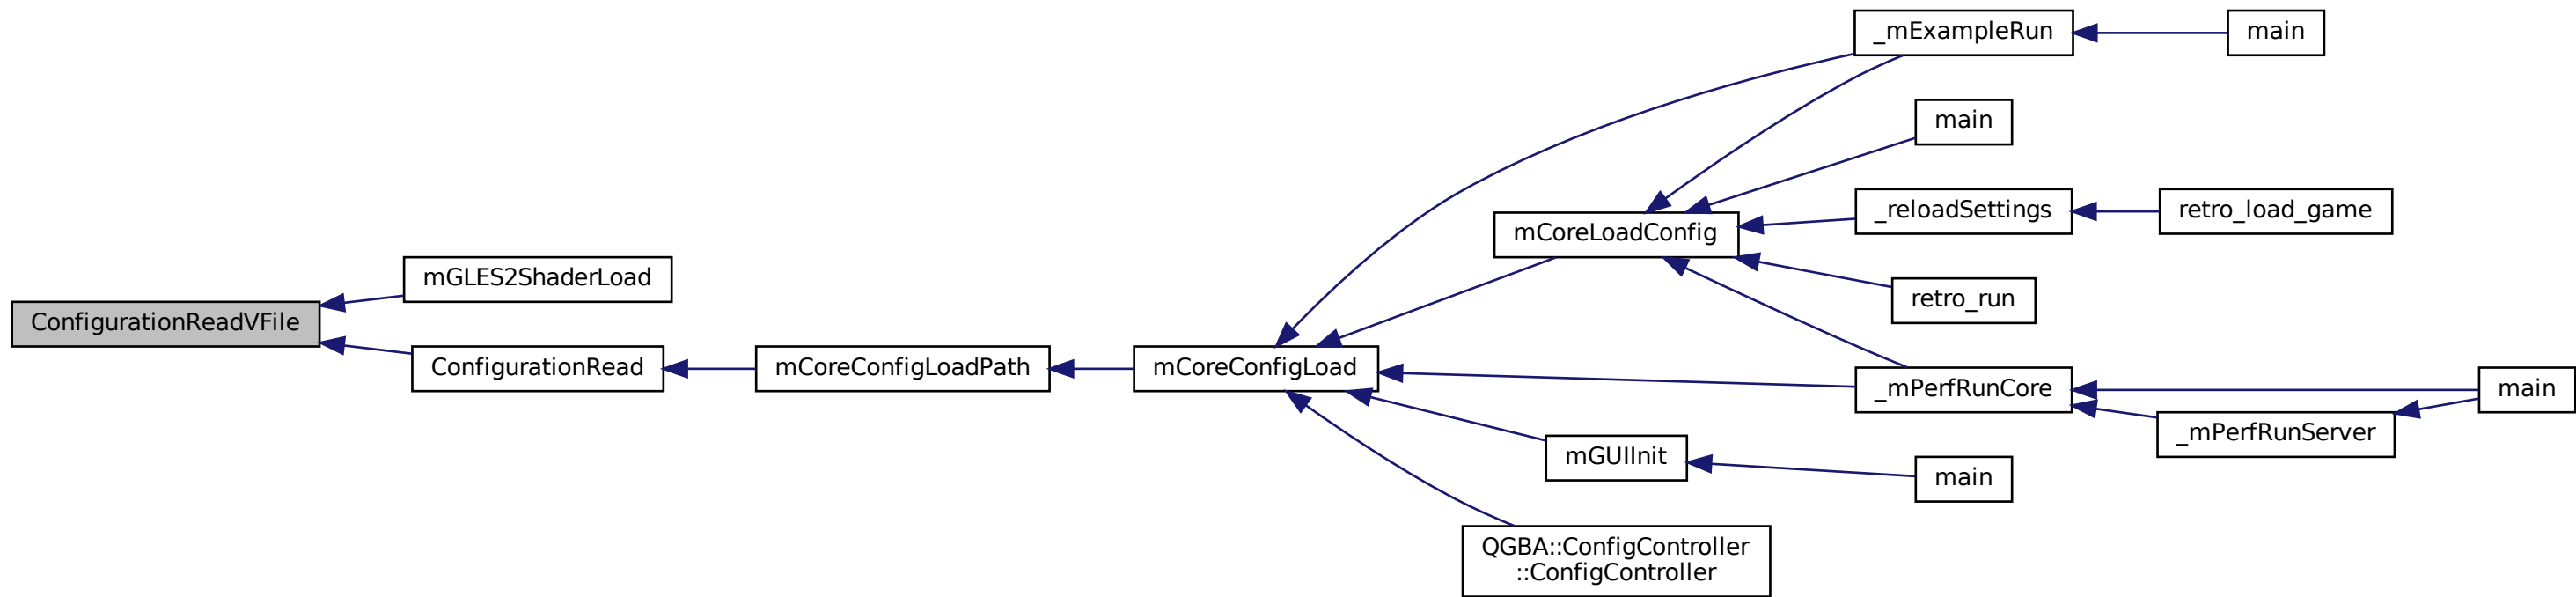 _mExampleRun
main
main
_reloadSettings
retro_load_game
mCoreLoadConfig
mGLES2ShaderLoad
retro_run
ConfigurationReadVFile
ConfigurationRead
mCoreConfigLoadPath
mCoreConfigLoad
_mPerfRunCore
main
_mPerfRunServer
mGUIInit
main
QGBA::ConfigController
::ConfigController